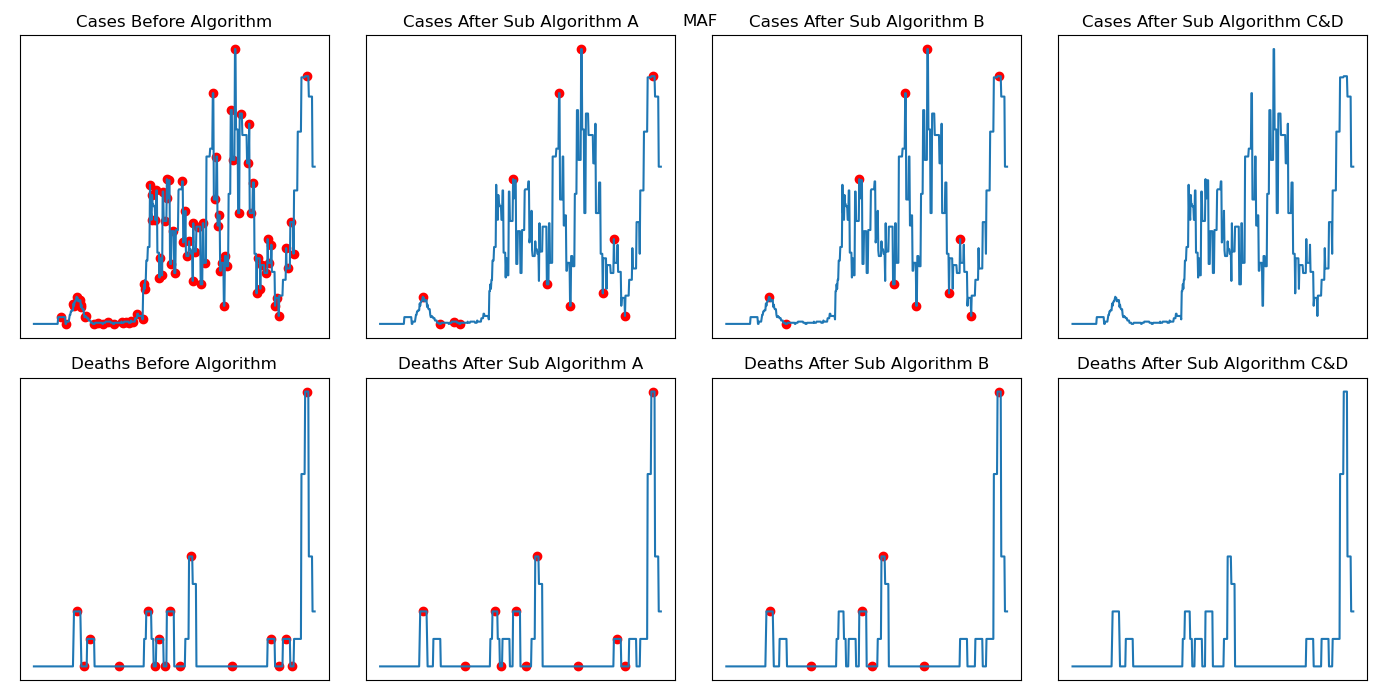 MAF
Cases Before Algorithm
Cases After Sub Algorithm A
Cases After Sub Algorithm B
Cases After Sub Algorithm C&D
Deaths Before Algorithm
Deaths After Sub Algorithm A
Deaths After Sub Algorithm B
Deaths After Sub Algorithm C&D